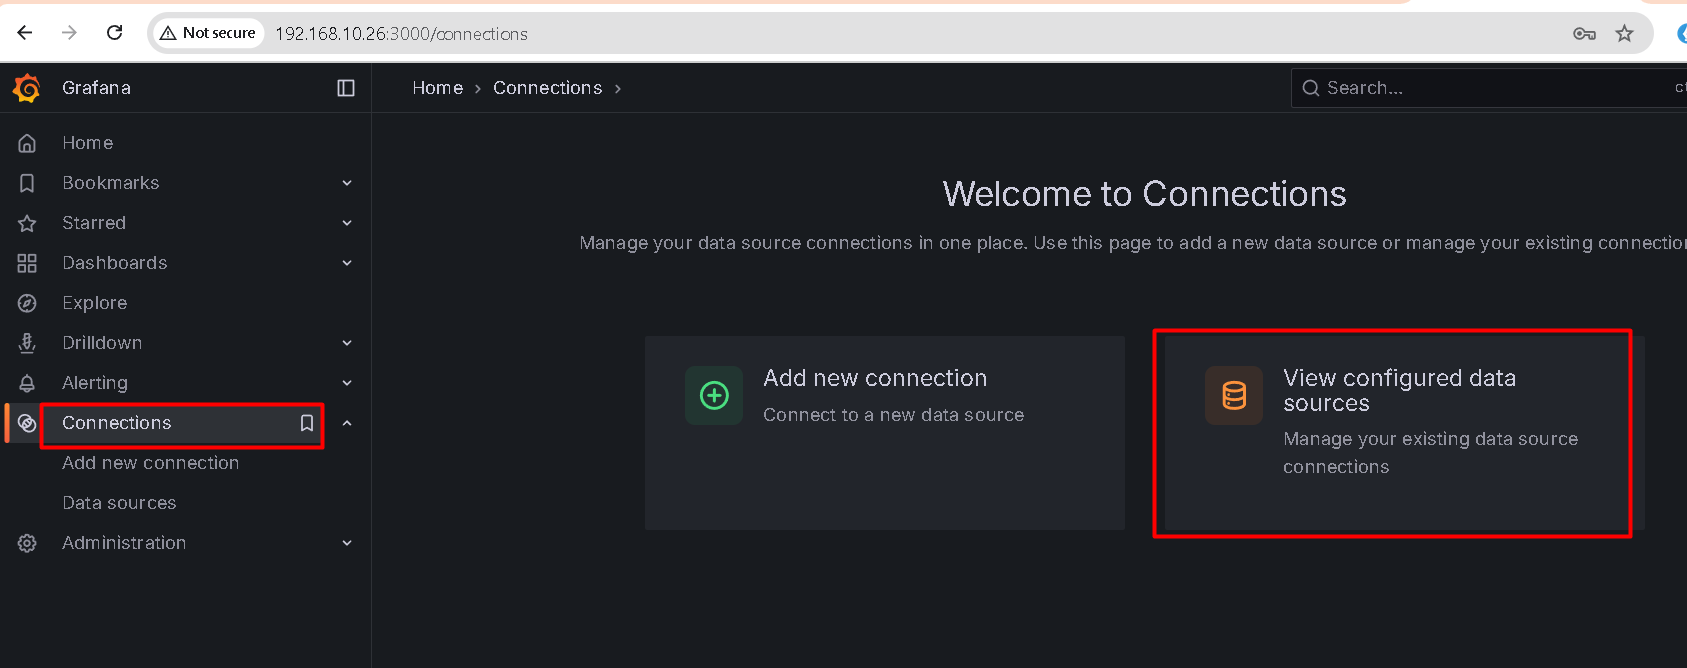 Not secure 192.168.10.26:3000/connections
Grafana
Home › Connections ›
Search...
Home
Bookmarks
Starred
Dashboards
Explore
Drilldown
Alerting
Connections
Add new connection
Data sources
Administration
Welcome to Connections
Manage your data source connections in one place. Use this page to add a new data source or manage your existing
Add new connection
Connect to a new data source
View configured data
sources
Manage your existing data source
connections